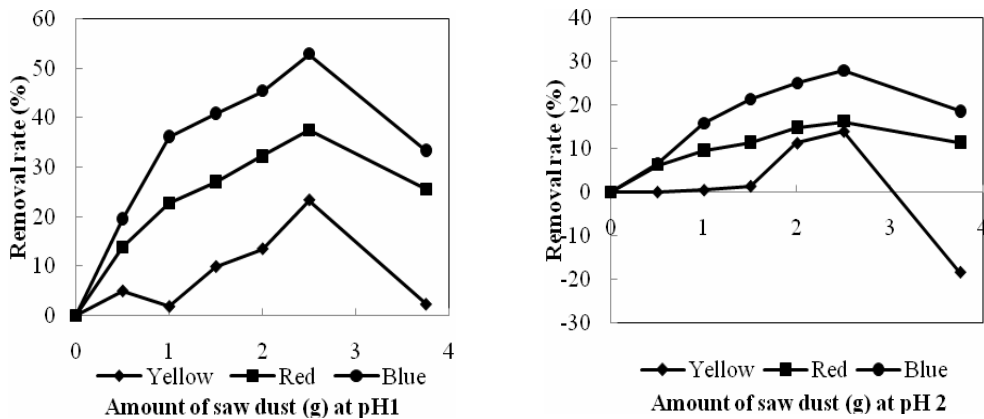 60
50
40
30
20
10
0
Removal rate (%)
0 1 2 3 4
Yellow Red Blue
Amount of saw dust (g) at pH1
40
30
20
10
0
-10
-20
-30
Removal rate (%)
0 1 2 3 4
Yellow Red Blue
Amount of saw dust (g) at pH 2